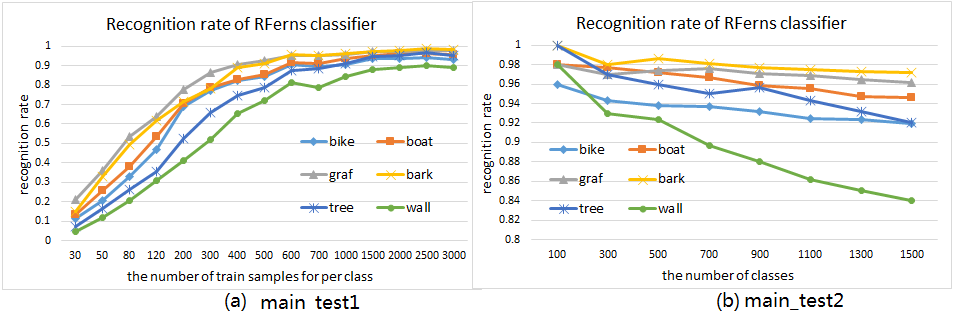 Recognition rate of RFerns classifier
recognition rate
1
0.9
0.8
0.7
0.6
0.5
0.4
0.3
0.2
0.1
0
bike boat
graf bark
tree wall
30 50 80 120 200 300 400 500 600 700 1000 1500 2000 2500 3000
the number of train samples for per class
(a) main test1
Recognition rate of RFerns classifier
recognition rate
1
0.98
0.96
0.94
0.92
0.9
0.88
0.86
0.84
0.82
0.8
bike boat
graf bark
tree wall
100 300 500 700 900 1100 1300 1500
the number of classes
(b) main_test2